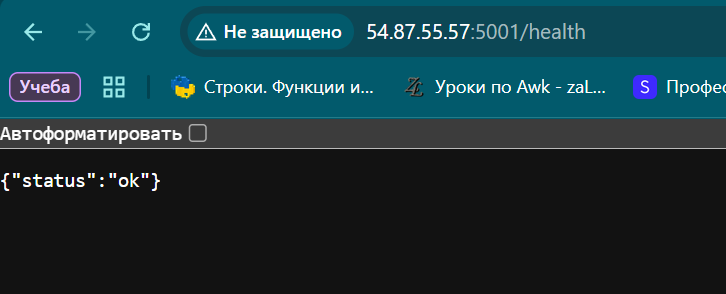 Не защищено 54.87.55.57:5001/health
Учеба Строки. Функции и... Уроки по Awk - zaL... S Профес
Автоформатировать
{"status":"ok"}